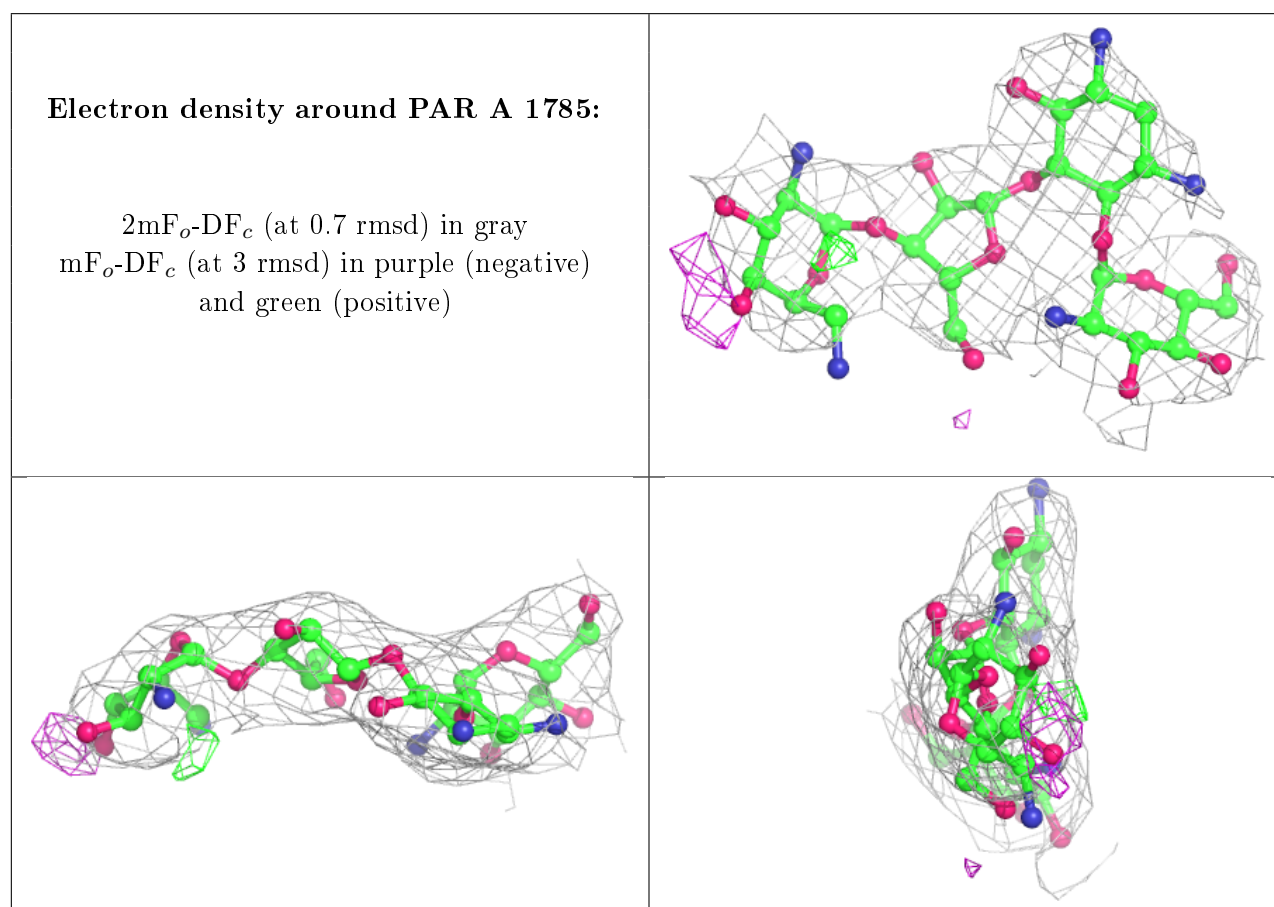 Electron density around PAR A 1785:
2mFₒ-DF𝒸 (at 0.7 rmsd) in gray
mFₒ-DF𝒸 (at 3 rmsd) in purple (negative)
and green (positive)